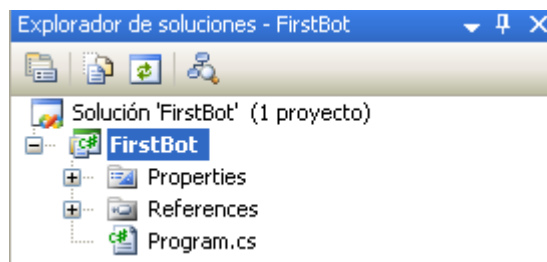 Explorador de soluciones - FirstBot
Solución 'FirstBot' (1 proyecto)
FirstBot
Properties
References
Program.cs